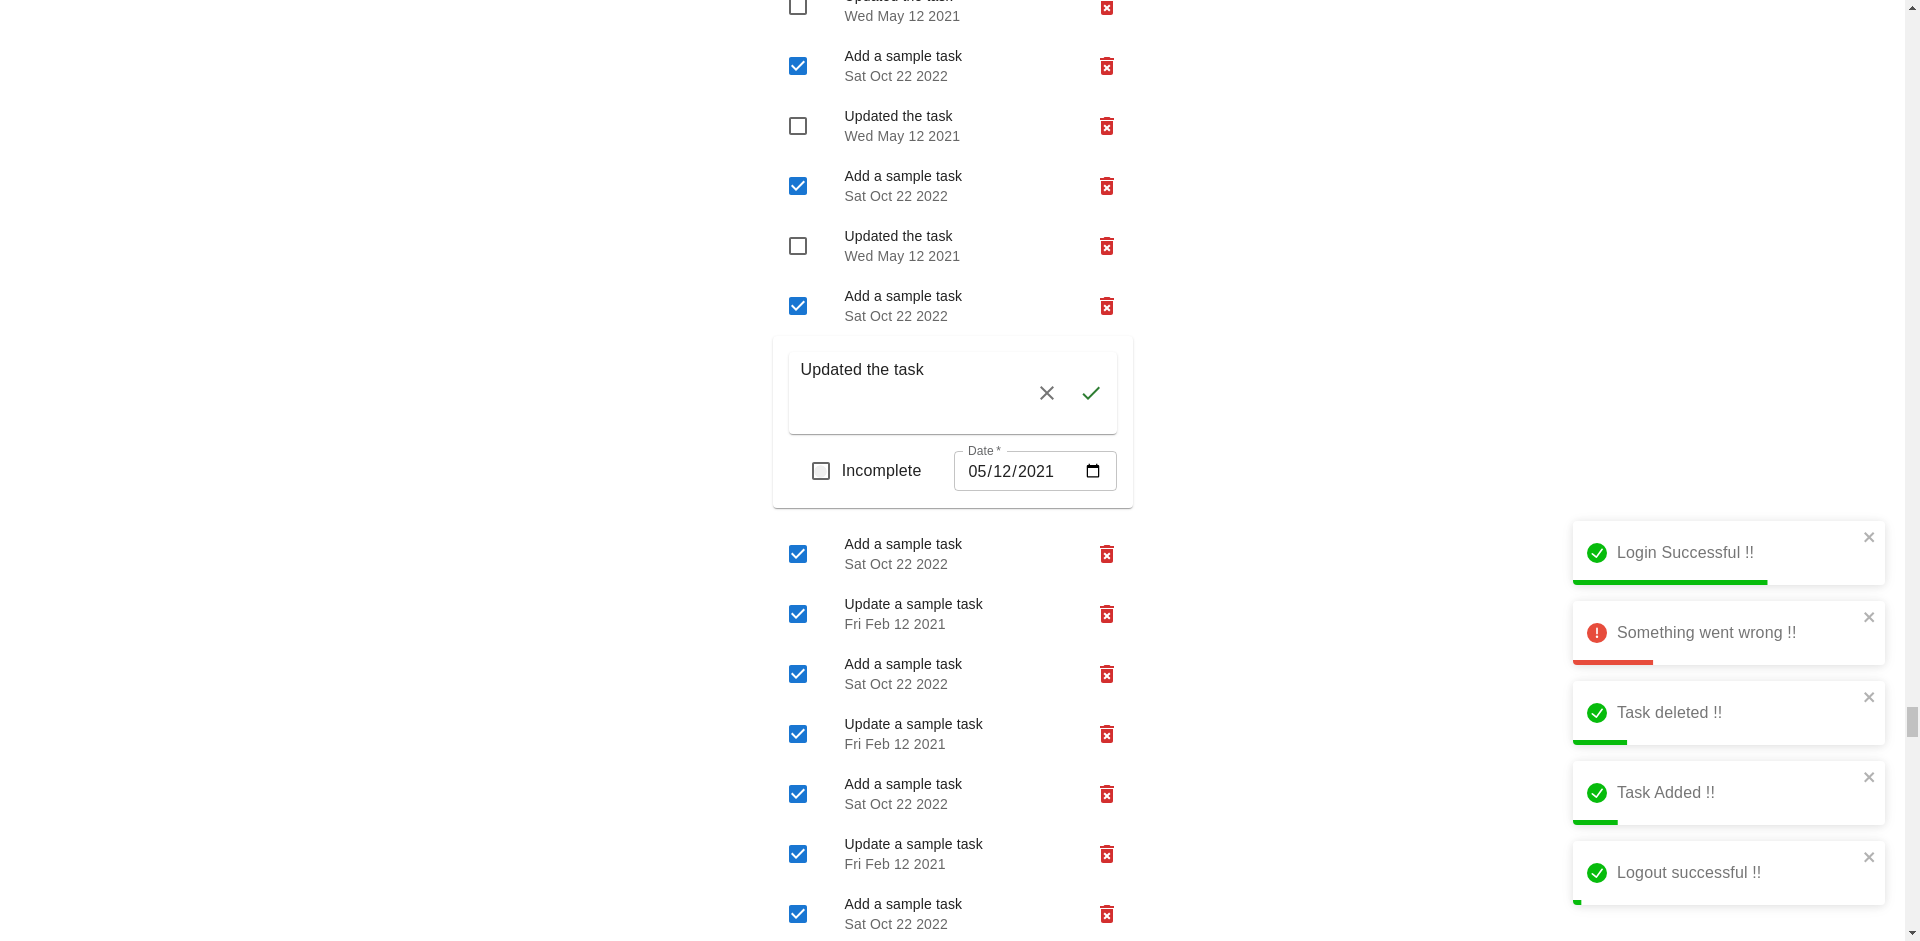 Updated the task
Wed May 12 2021
Add a sample task
Sat Oct 22 2022
Updated the task
Wed May 12 2021
Add a sample task
Sat Oct 22 2022
Updated the task
Wed May 12 2021
Add a sample task
Sat Oct 22 2022
Updated the task
Incomplete
Date *
05/12/2021
Add a sample task
Sat Oct 22 2022
Update a sample task
Fri Feb 12 2021
Add a sample task
Sat Oct 22 2022
Update a sample task
Fri Feb 12 2021
Add a sample task
Sat Oct 22 2022
Update a sample task
Fri Feb 12 2021
Add a sample task
Sat Oct 22 2022
Login Successful !!
Something went wrong !!
Task deleted !!
Task Added !!
Logout successful !!